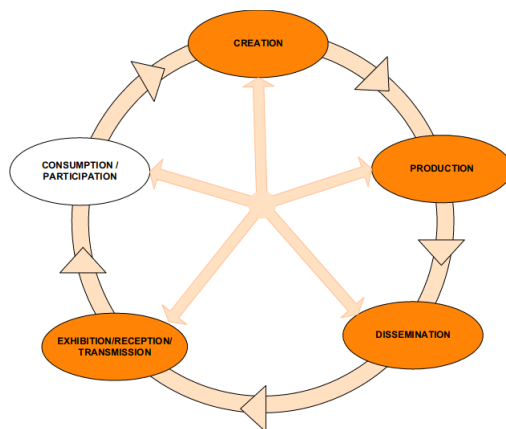 CREATION
PRODUCTION
DISSEMINATION
EXHIBITION/RECEPTION/
TRANSMISSION
CONSUMPTION /
PARTICIPATION